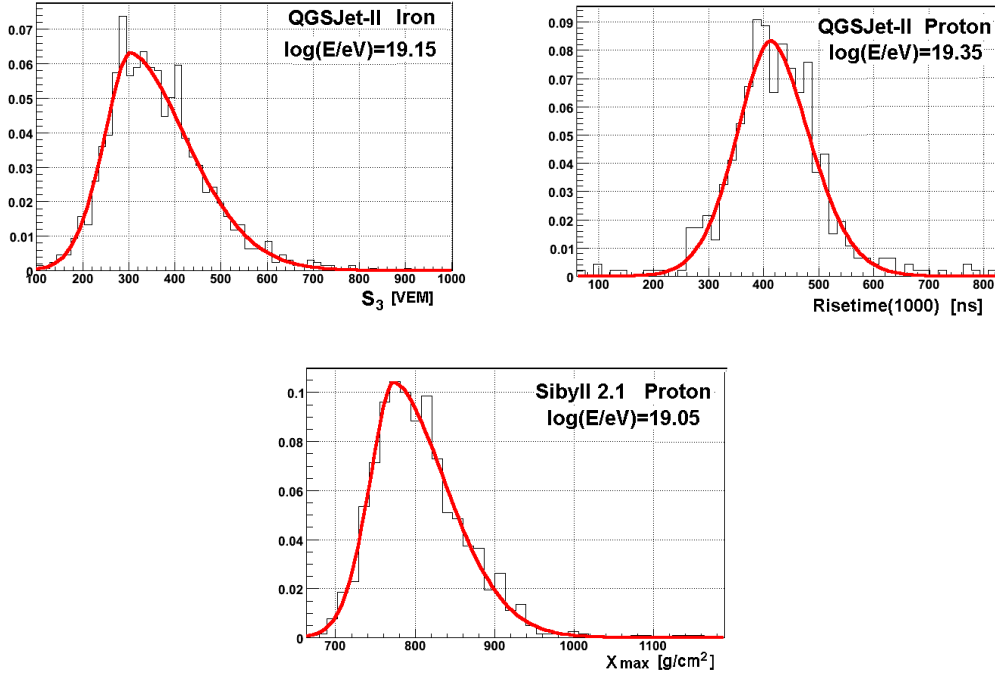 QGSJet-II Iron
log(E/eV)=19.15
0.07
0.06
0.05
0.04
0.03
0.02
0.01
0
100 200 300 400 500 600 700 800 900 1000
S3 [VEM]
QGSJet-II Proton
log(E/eV)=19.35
0.09
0.08
0.07
0.06
0.05
0.04
0.03
0.02
0.01
0
100 200 300 400 500 600 700 800
Risetime(1000) [ns]
Sibyll 2.1 Proton
log(E/eV)=19.05
0.1
0.08
0.06
0.04
0.02
0
700 800 900 1000 1100
Xmax [g/cm²]